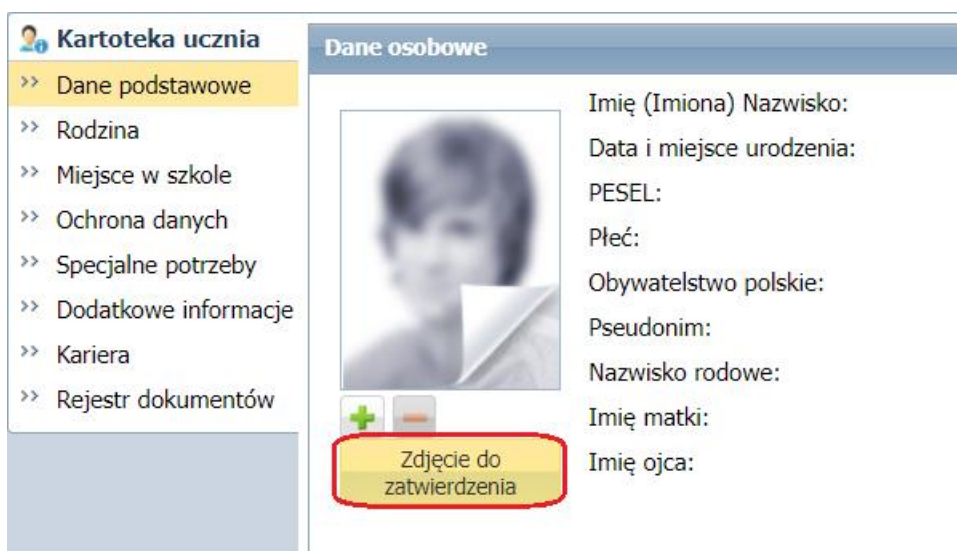 Kartoteka ucznia
>> Dane podstawowe
>> Rodzina
>> Miejsce w szkole
>> Ochrona danych
>> Specjalne potrzeby
>> Dodatkowe informacje
>> Kariera
>> Rejestr dokumentów
Dane osobowe
Imię (Imiona) Nazwisko:
Data i miejsce urodzenia:
PESEL:
Płeć:
Obywatelstwo polskie:
Pseudonim:
Nazwisko rodowe:
Imię matki:
Imię ojca:
Zdjęcie do
zatwierdzenia